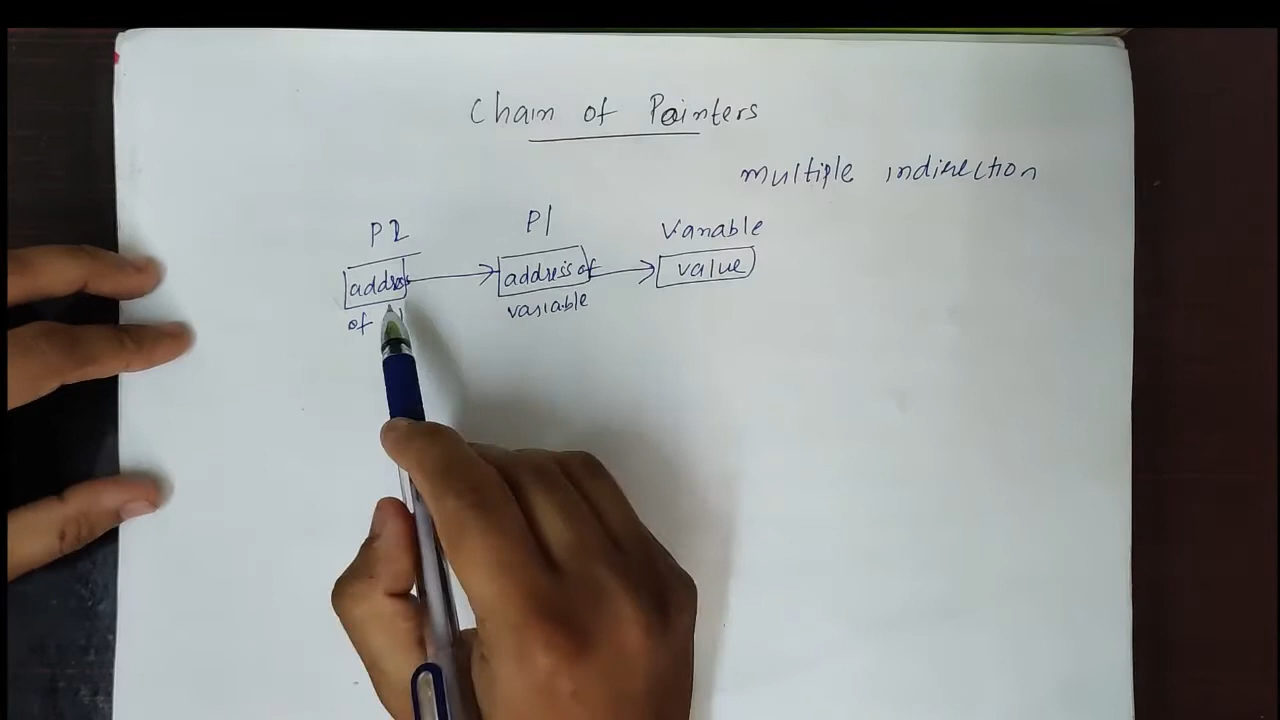 Chain of Pointers
multiple indirection
P2 P1 Variable
address address of value
of variable